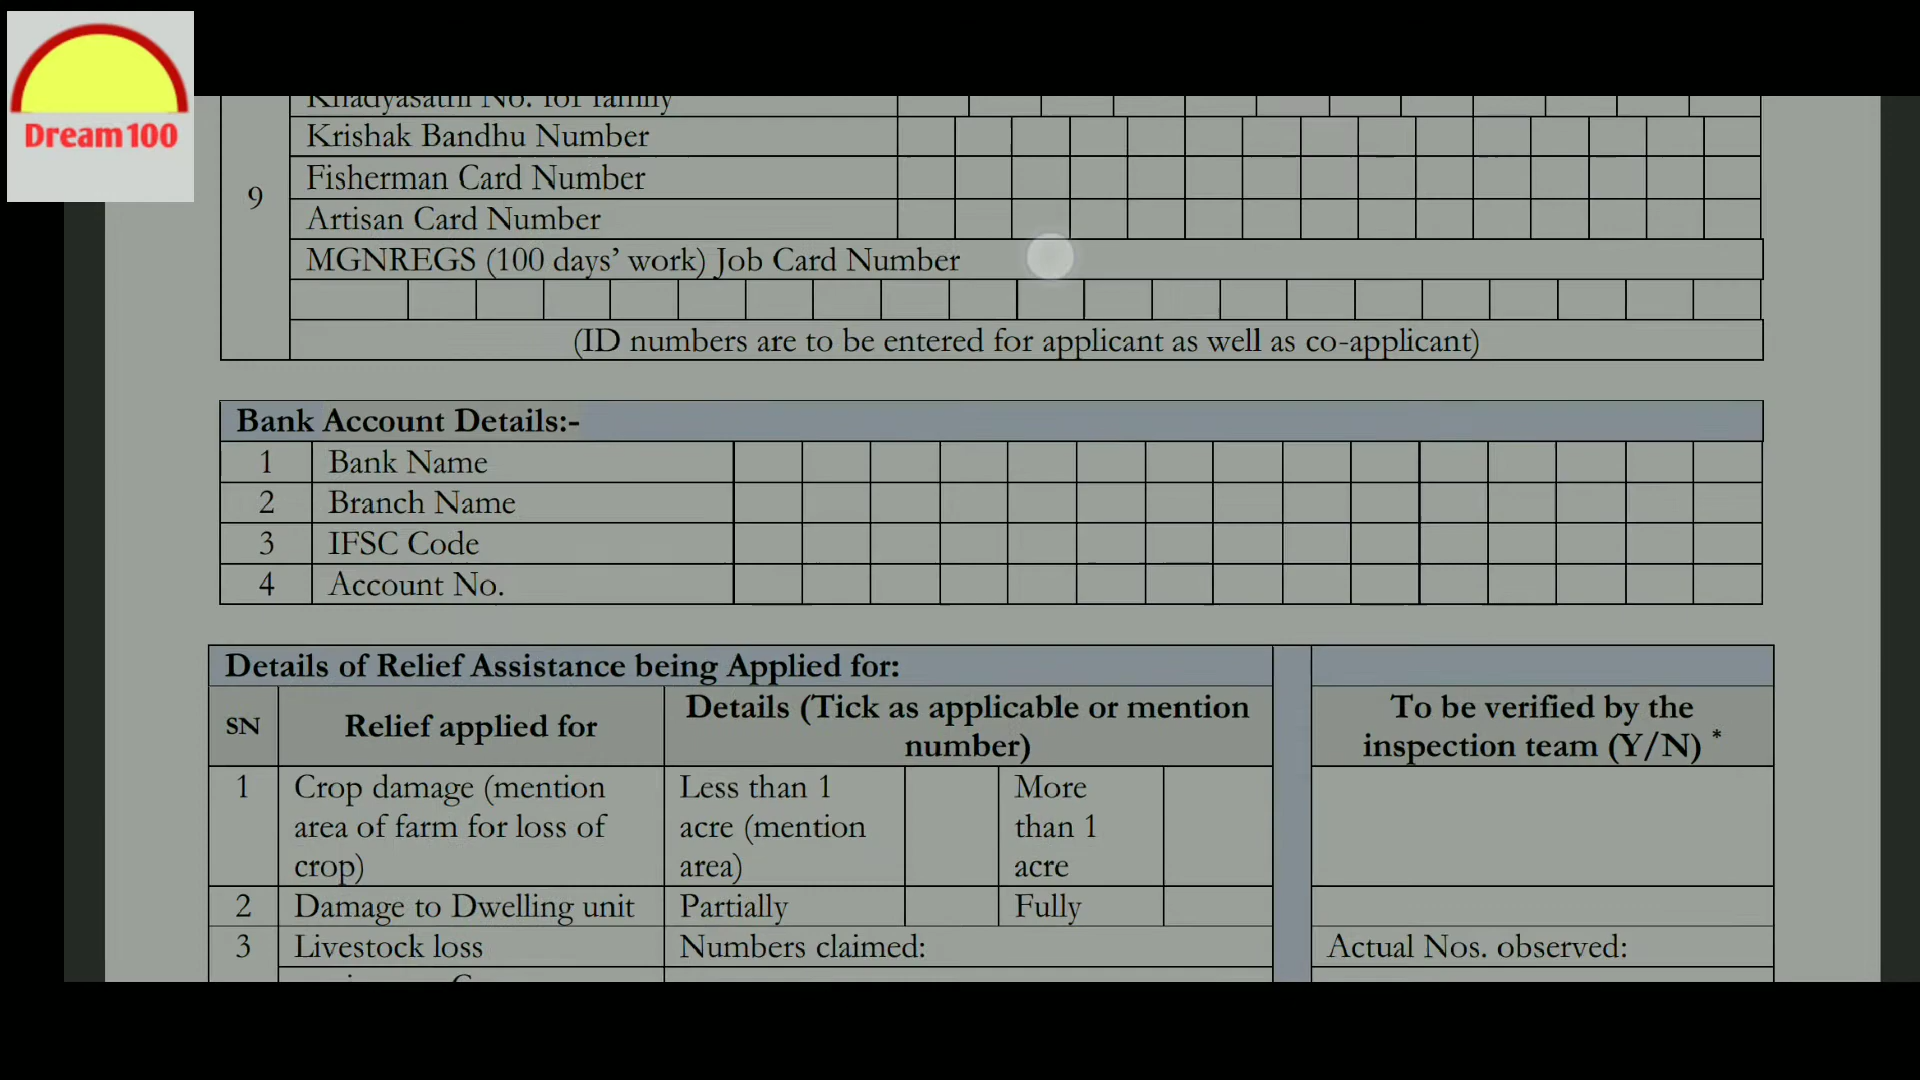 Dream100
Khadyasathi No. for family
Krishak Bandhu Number
Fisherman Card Number
9
Artisan Card Number
MGNREGS (100 days’ work) Job Card Number
(ID numbers are to be entered for applicant as well as co-applicant)
Bank Account Details:-
1 Bank Name
2 Branch Name
3 IFSC Code
4 Account No.
Details of Relief Assistance being Applied for:
SN
Relief applied for
Details (Tick as applicable or mention
number)
To be verified by the
inspection team (Y/N) *
1
Crop damage (mention
area of farm for loss of
crop)
Less than 1
acre (mention
area)
More
than 1
acre
2 Damage to Dwelling unit Partially Fully
3 Livestock loss Numbers claimed: Actual Nos. observed: